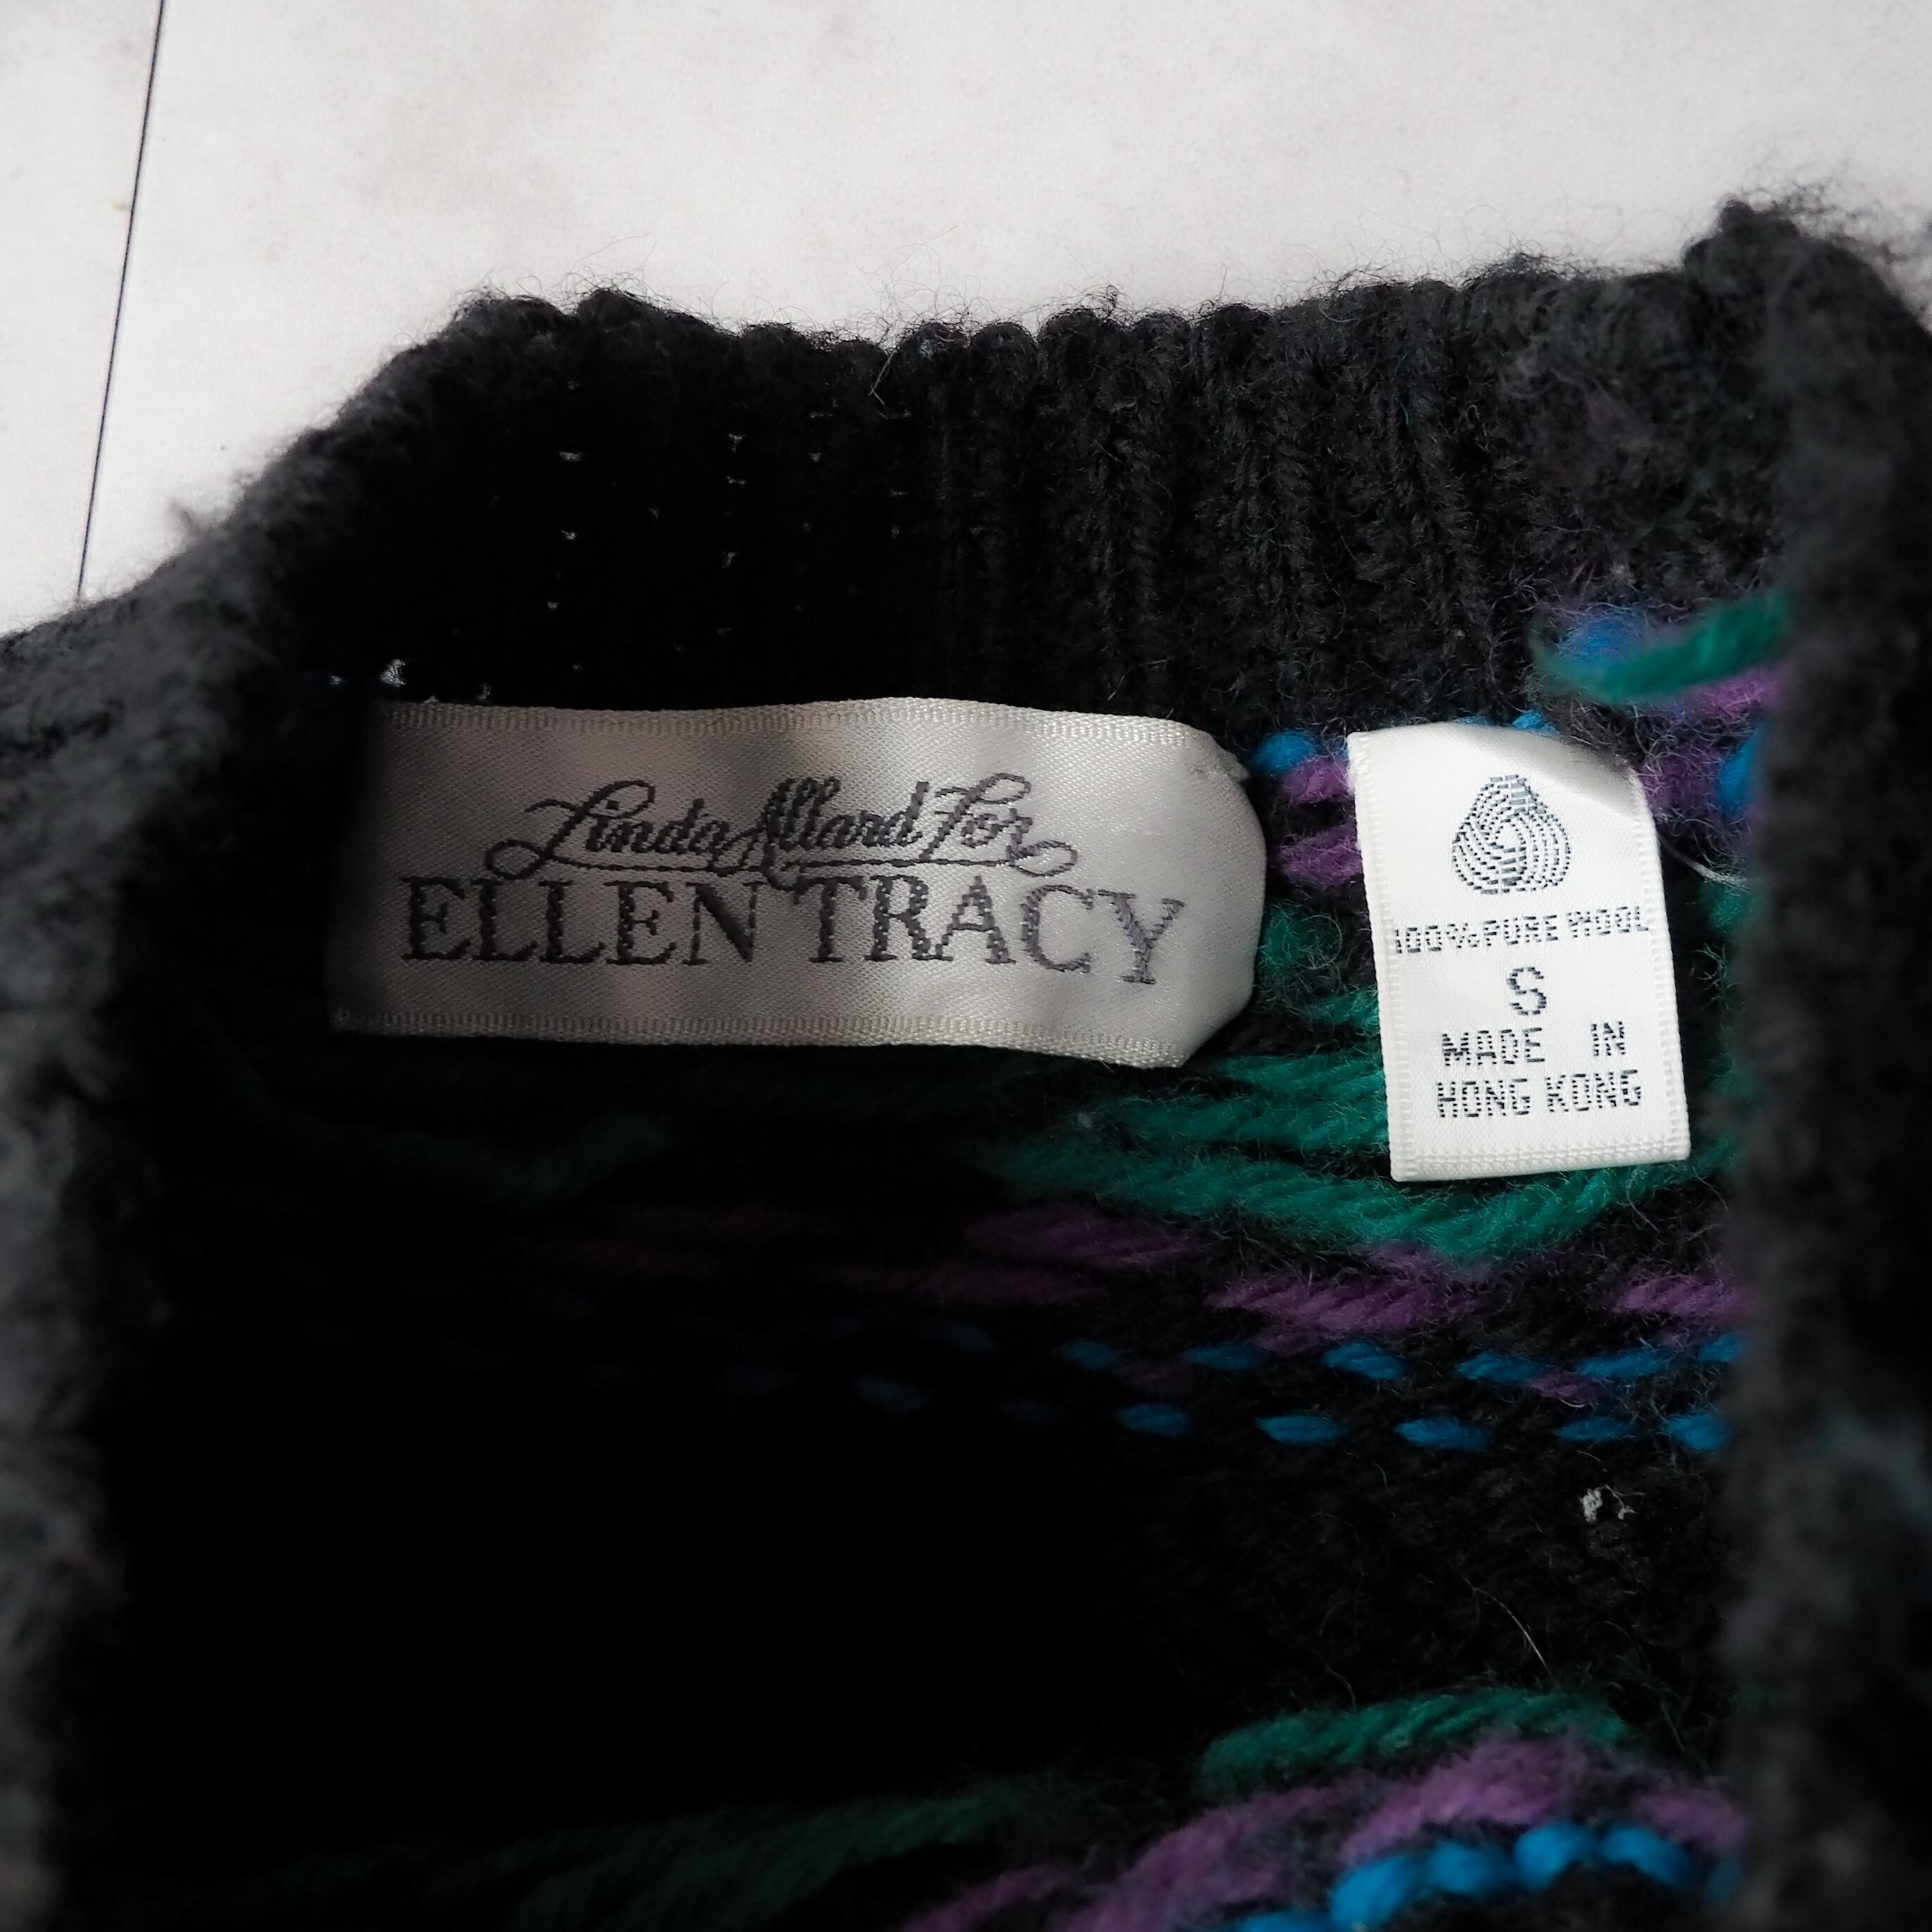 Linda Allard For
ELLEN TRACY
100% PURE WOOL
S
MADE IN
HONG KONG